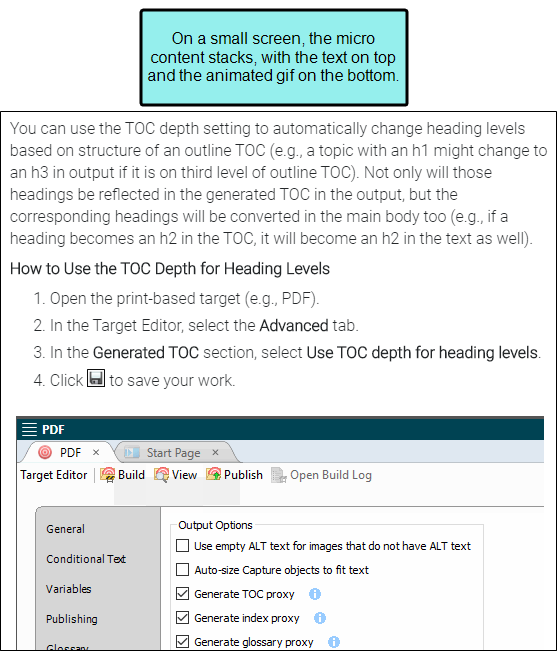 On a small screen, the micro
content stacks, with the text on top
and the animated gif on the bottom.
You can use the TOC depth setting to automatically change heading levels
based on structure of an outline TOC (e.g., a topic with an h1 might change to
an h3 in output if it is on third level of outline TOC). Not only will those
headings be reflected in the generated TOC in the output, but the
corresponding headings will be converted in the main body too (e.g., if a
heading becomes an h2 in the TOC, it will become an h2 in the text as well).
How to Use the TOC Depth for Heading Levels
1. Open the print-based target (e.g., PDF).
2. In the Target Editor, select the Advanced tab.
3. In the Generated TOC section, select Use TOC depth for heading levels.
4. Click to save your work.
PDF
PDF × Start Page ×
Target Editor Build View Publish Open Build Log
General
Conditional Text
Variables
Publishing
Glossary
Output Options
Use empty ALT text for images that do not have ALT text
Auto-size Capture objects to fit text
Generate TOC proxy
Generate index proxy
Generate glossary proxy